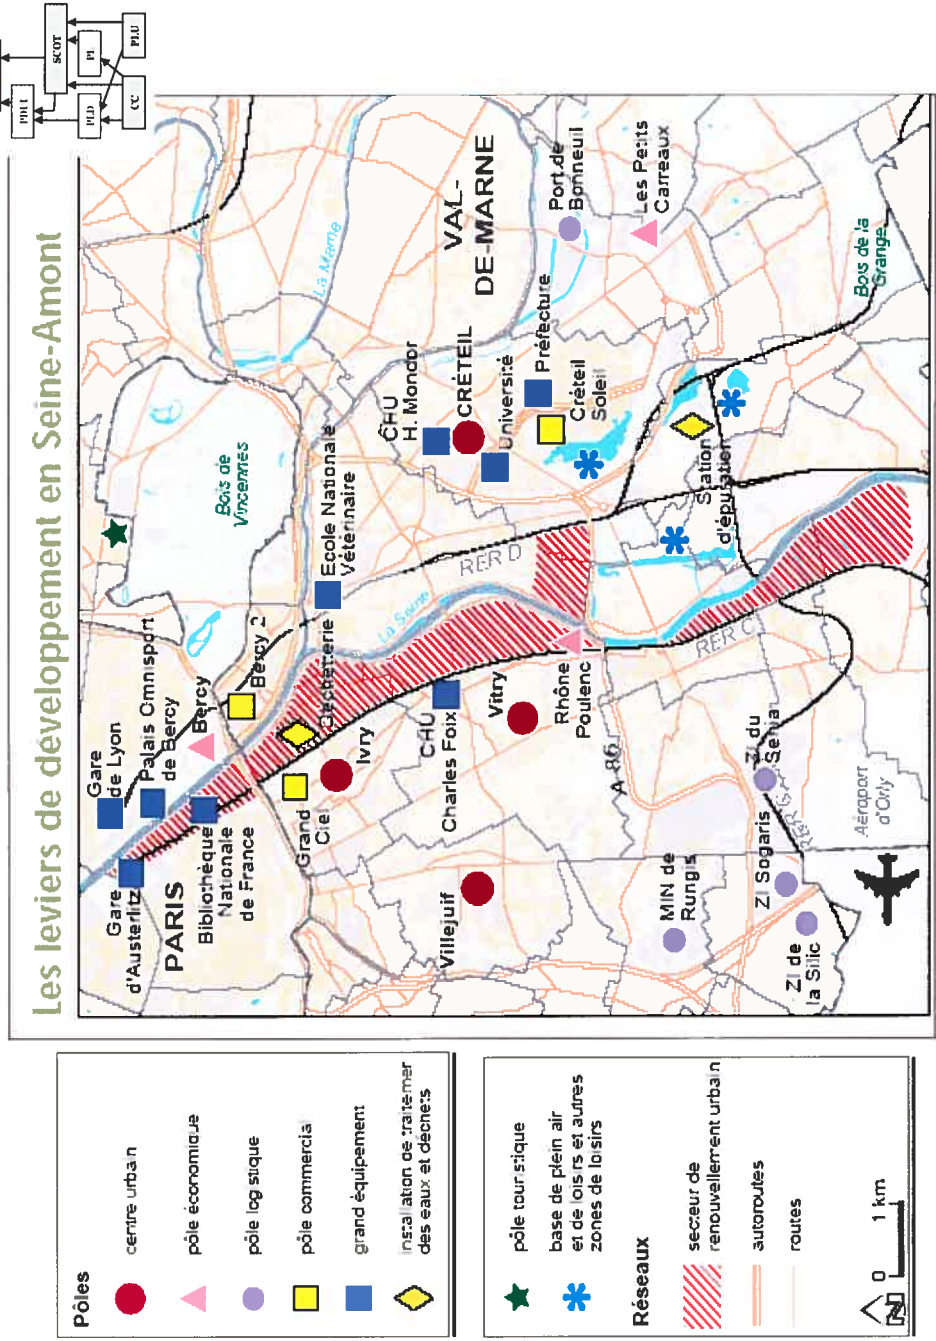 Les leviers de développement en Seine-Amont
PDUI
SCOT
PLD
PL
CC
PLU
Gare
de Lyon
Palais Omnisport
de Bercy
Bercy
Bercy 2
Gare
d'Austerlitz
PARIS
Bibliothèque
Nationale
de France
Bois de
Vincennes
La Marne
VAL-
DE-MARNE
Grand
Ciel
Déchetterie
Ivry
Ecole Nationale
Vétérinaire
La Seine
CHU
Charles Foix
Villejuif
Vitry
Rhône
Poulenc
A 86
RER D
RER C
CHU
H. Mondor
CRÉTEIL
Université
Préfecture
Créteil
Soleil
Port de
Bonneuil
Les Petits
Carreaux
Station
d'épuration
Bois de la
Grange
MIN de
Rungis
ZI Sogaris
ZI de
la Silic
ZI du
Senia
Aéroport
d'Orly
Pôles
centre urbain
pôle économique
pôle logistique
pôle commercial
grand équipement
installation de traitemer
des eaux et déchets
pôle touristique
base de plein air
et de loisirs et autres
zones de loisirs
Réseaux
secteur de
renouvellement urbain
autoroutes
routes
N
0 1 km